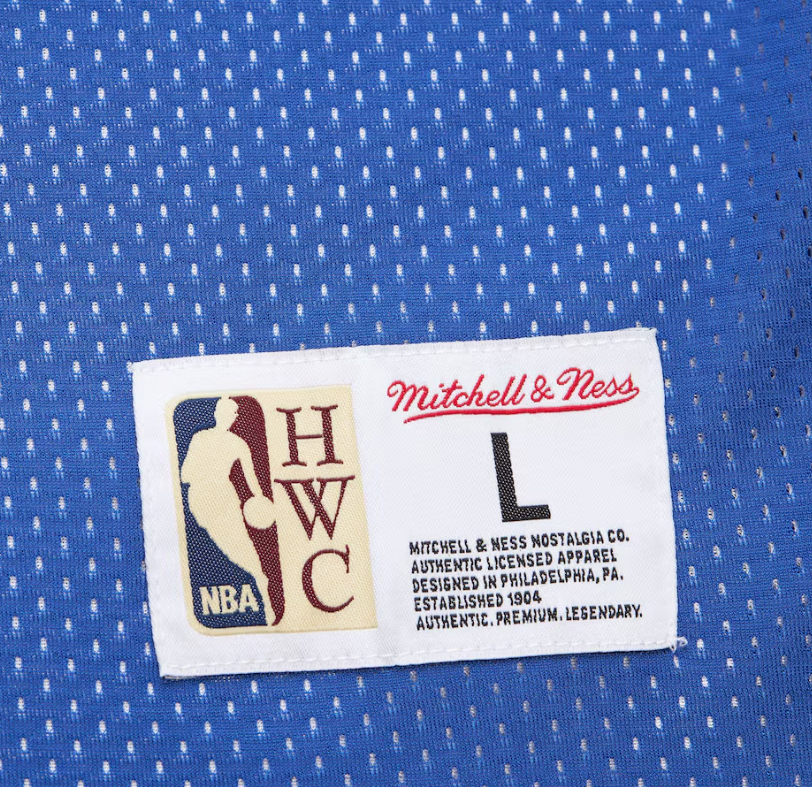 NBA
H
W
C
Mitchell & Ness
L
MITCHELL & NESS NOSTALGIA CO.
AUTHENTIC LICENSED APPAREL
DESIGNED IN PHILADELPHIA, PA.
ESTABLISHED 1904
AUTHENTIC. PREMIUM. LEGENDARY.